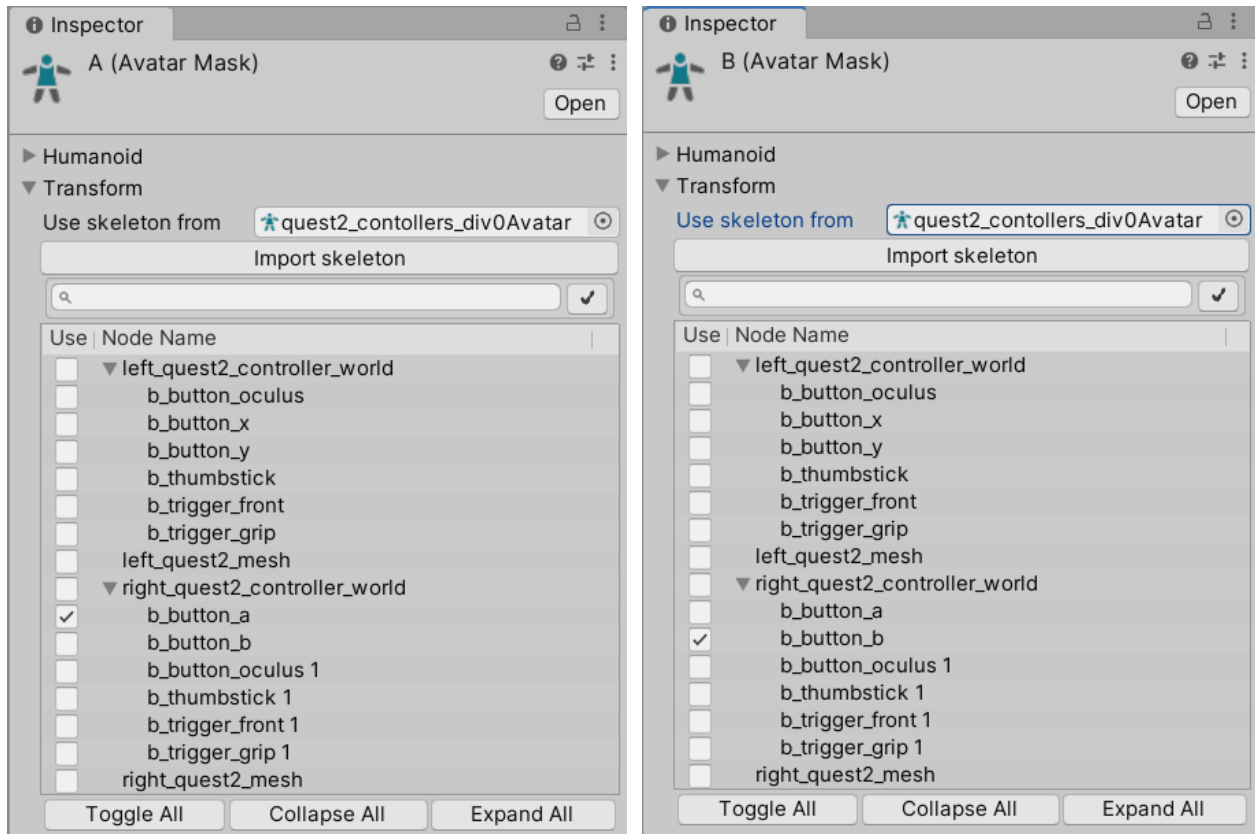 Inspector
A (Avatar Mask)
Open
Humanoid
Transform
Use skeleton from quest2_contollers_div0Avatar
Import skeleton
Use Node Name
left_quest2_controller_world
b_button_oculus
b_button_x
b_button_y
b_thumbstick
b_trigger_front
b_trigger_grip
left_quest2_mesh
right_quest2_controller_world
b_button_a
b_button_b
b_button_oculus 1
b_thumbstick 1
b_trigger_front 1
b_trigger_grip 1
right_quest2_mesh
Toggle All Collapse All Expand All
Inspector
B (Avatar Mask)
Open
Humanoid
Transform
Use skeleton from quest2_contollers_div0Avatar
Import skeleton
Use Node Name
left_quest2_controller_world
b_button_oculus
b_button_x
b_button_y
b_thumbstick
b_trigger_front
b_trigger_grip
left_quest2_mesh
right_quest2_controller_world
b_button_a
b_button_b
b_button_oculus 1
b_thumbstick 1
b_trigger_front 1
b_trigger_grip 1
right_quest2_mesh
Toggle All Collapse All Expand All